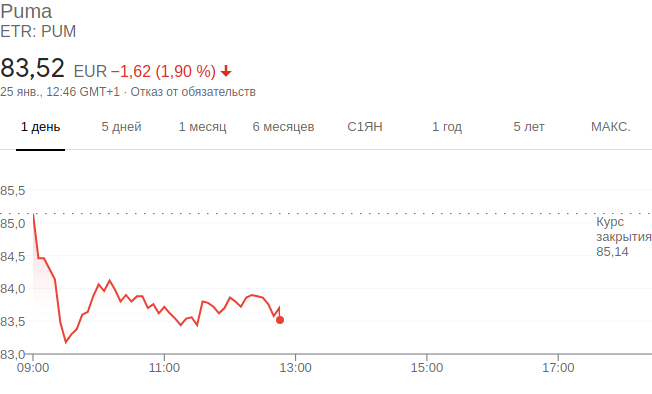 Puma
ETR: PUM
83,52 EUR −1,62 (1,90 %)
25 янв., 12:46 GMT+1 · Отказ от обязательств
1 день 5 дней 1 месяц 6 месяцев С1ЯН 1 год 5 лет МАКС.
85,5
85,0
84,5
84,0
83,5
83,0
Курс
закрытия
85,14
09:00 11:00 13:00 15:00 17:00